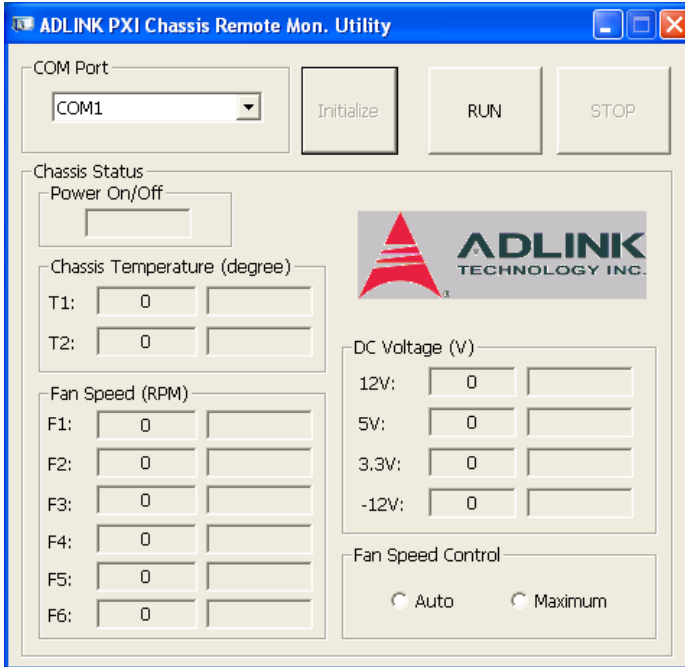 ADLINK PXI Chassis Remote Mon. Utility
COM Port
COM1
Initialize
RUN
STOP
Chassis Status
Power On/Off
ADLINK
TECHNOLOGY INC.
®
Chassis Temperature (degree)
T1: 0
T2: 0
Fan Speed (RPM)
F1: 0
F2: 0
F3: 0
F4: 0
F5: 0
F6: 0
DC Voltage (V)
12V: 0
5V: 0
3.3V: 0
-12V: 0
Fan Speed Control
Auto
Maximum